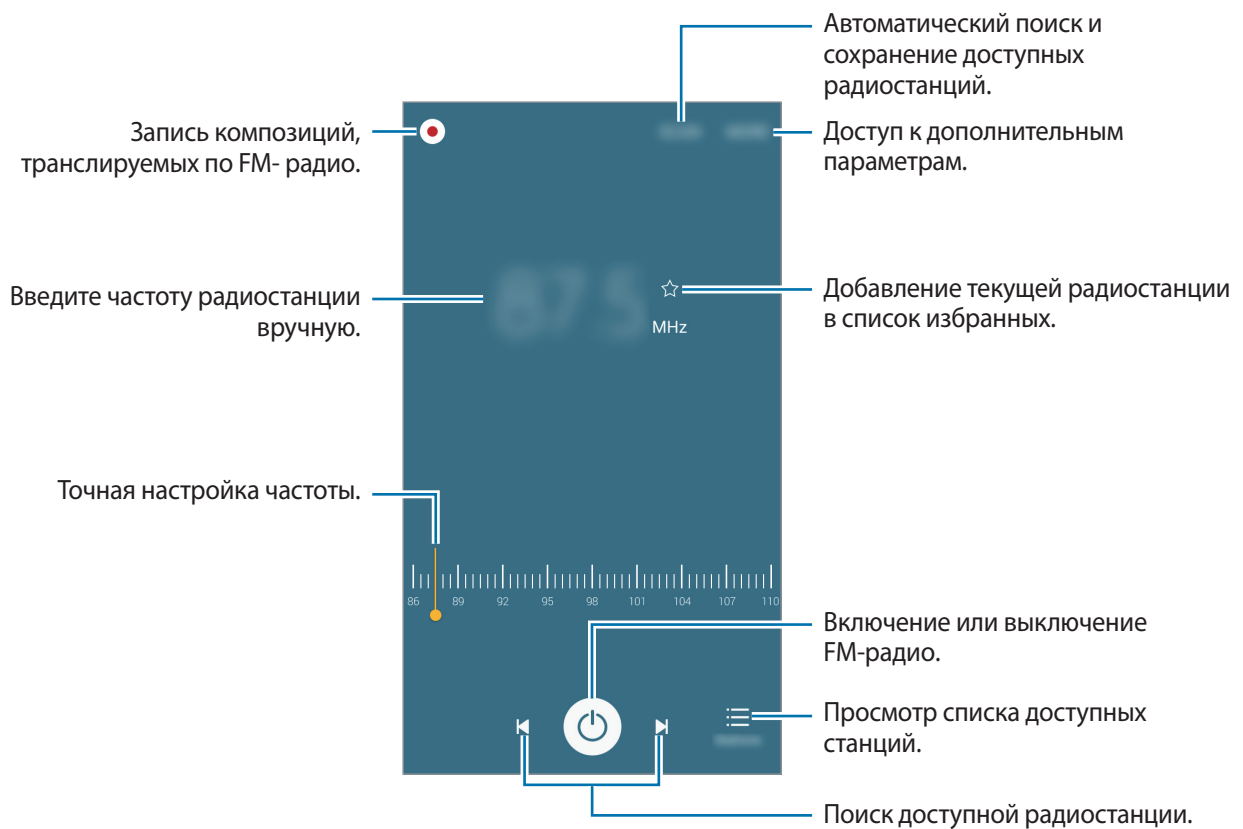 Автоматический поиск и
сохранение доступных
радиостанций.
Запись композиций,
транслируемых по FM- радио.
Доступ к дополнительным
параметрам.
Введите частоту радиостанции
вручную.
87.5
MHz
Добавление текущей радиостанции
в список избранных.
Точная настройка частоты.
86 89 92 95 98 101 104 107 110
Включение или выключение
FM-радио.
Просмотр списка доступных
станций.
Поиск доступной радиостанции.